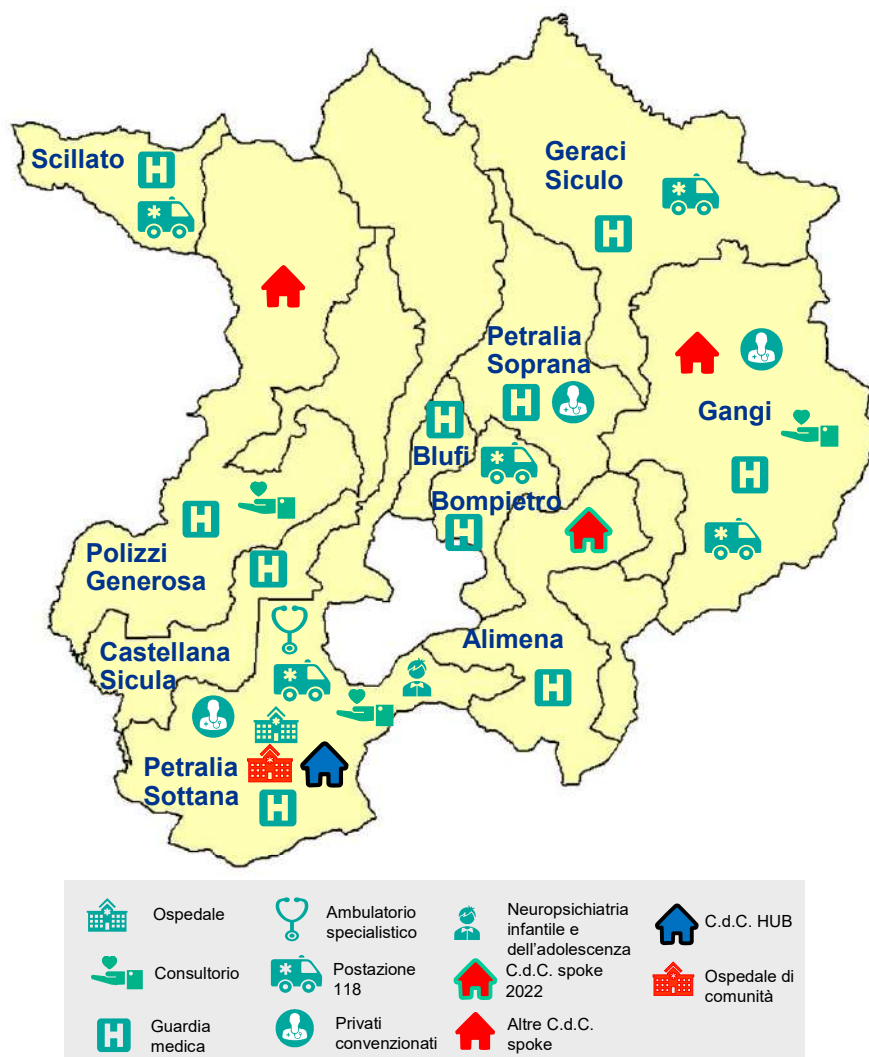 Scillato
Geraci
Siculo
Petralia
Soprana
Gangi
Blufi
Bompietro
Polizzi
Generosa
Castellana
Sicula
Alimena
Petralia
Sottana
Ospedale
Ambulatorio
specialistico
Neuropsichiatria
infantile e
dell'adolescenza
C.d.C. HUB
Consultorio
Postazione
118
C.d.C. spoke
2022
Ospedale di
comunità
Guardia
medica
Privati
convenzionati
Altre C.d.C.
spoke